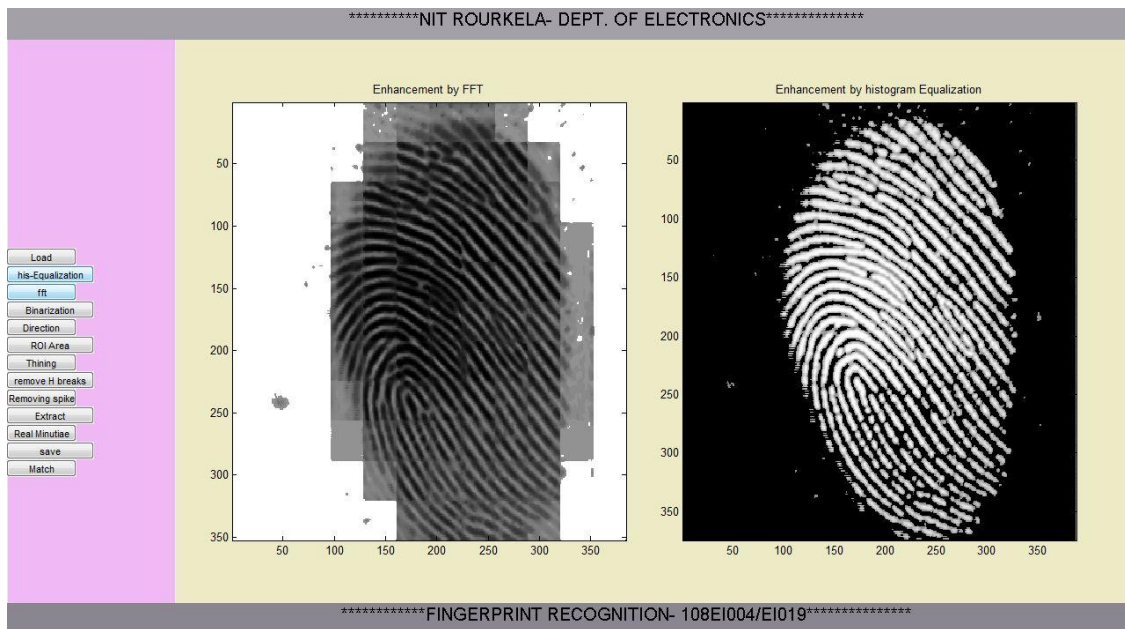 **********NIT ROURKELA- DEPT. OF ELECTRONICS**************
Load
his-Equalization
fft
Binarization
Direction
ROI Area
Thining
remove H breaks
Removing spike
Extract
Real Minutiae
save
Match
Enhancement by FFT
50
100
150
200
250
300
350
50 100 150 200 250 300 350
Enhancement by histogram Equalization
50
100
150
200
250
300
350
50 100 150 200 250 300 350
************FINGERPRINT RECOGNITION- 108EI004/EI019***************